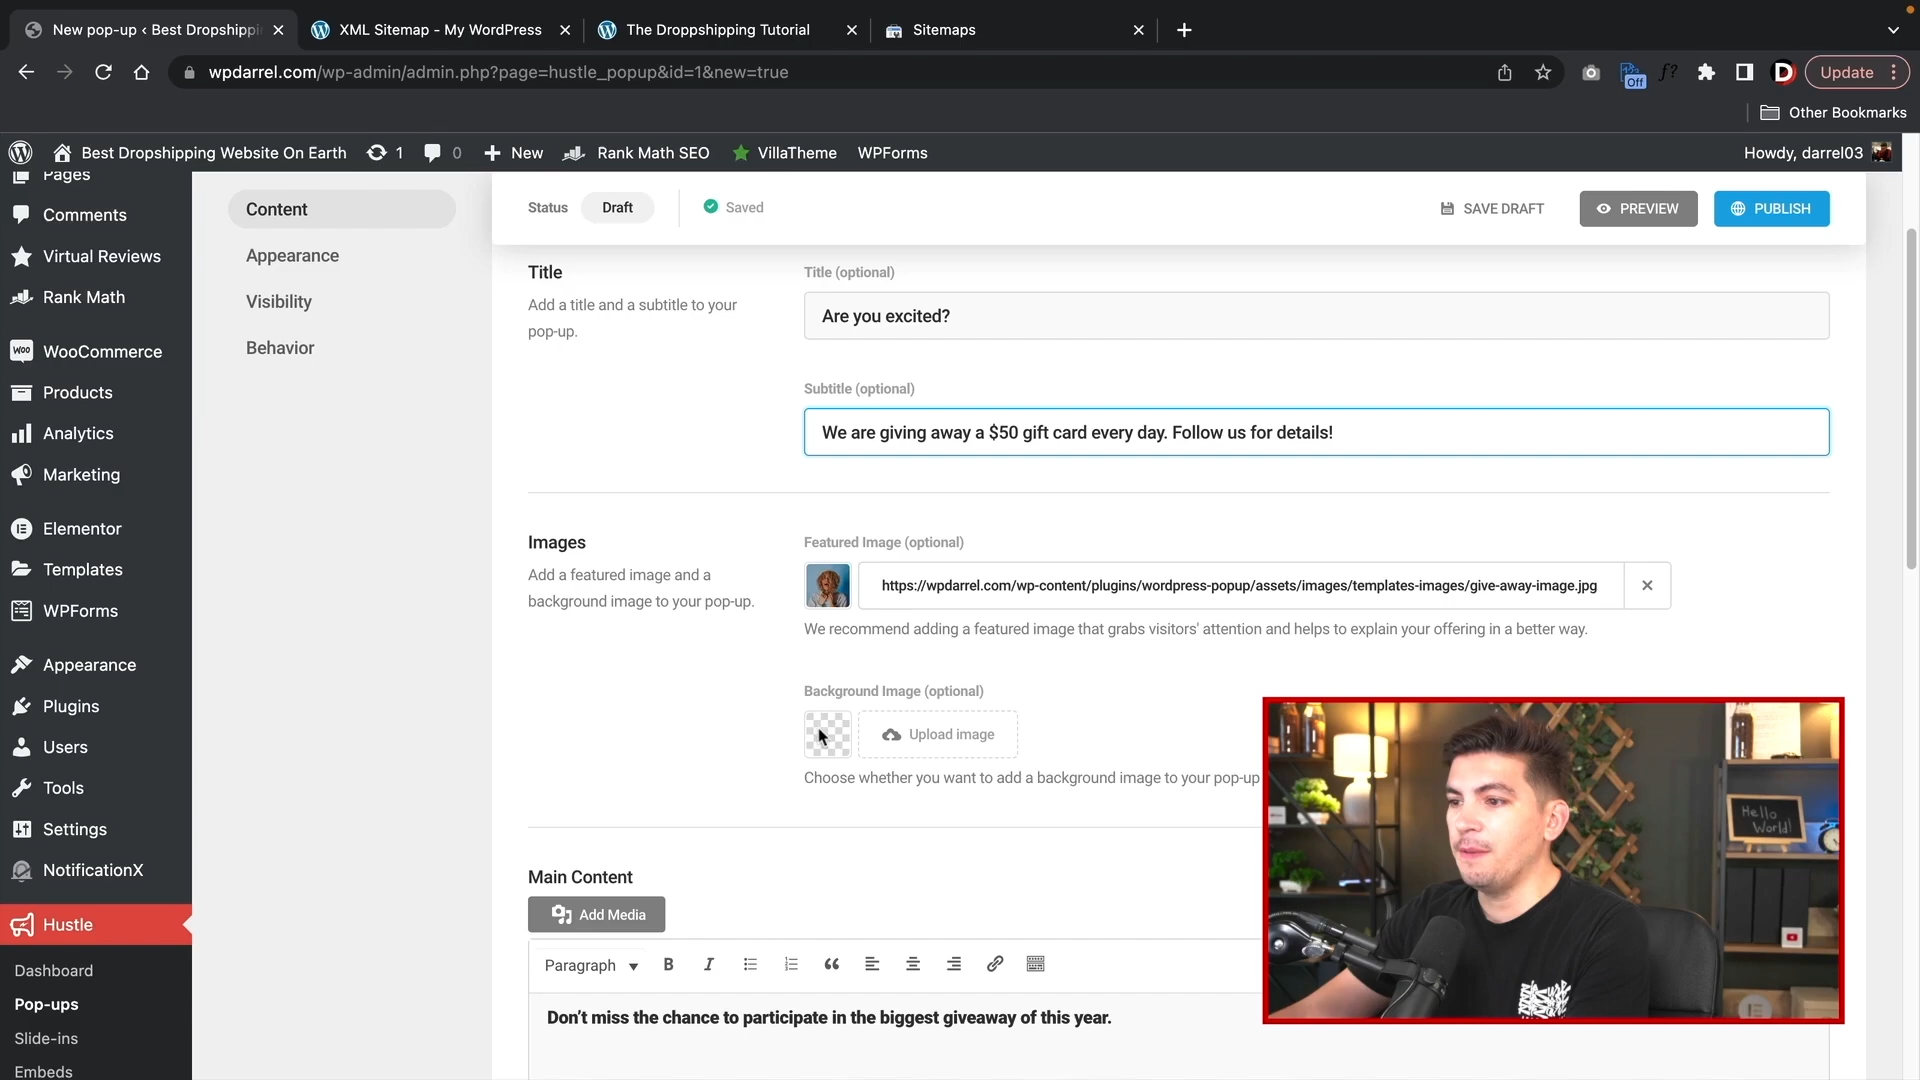 New pop-up ‹ Best Dropshippi
XML Sitemap - My WordPress
The Droppshipping Tutorial
Sitemaps
wpdarrel.com/wp-admin/admin.php?page=hustle_popup&id=1&new=true
Off
f?
D
Update
Other Bookmarks
Best Dropshipping Website On Earth
1
0
New
Rank Math SEO
VillaTheme
WPForms
Howdy, darrel03
Pages
Comments
Virtual Reviews
Rank Math
WooCommerce
Products
Analytics
Marketing
Elementor
Templates
WPForms
Appearance
Plugins
Users
Tools
Settings
NotificationX
Hustle
Dashboard
Pop-ups
Slide-ins
Embeds
Content
Appearance
Visibility
Behavior
Status
Draft
Saved
SAVE DRAFT
PREVIEW
PUBLISH
Title
Add a title and a subtitle to your
pop-up.
Title (optional)
Are you excited?
Subtitle (optional)
We are giving away a $50 gift card every day. Follow us for details!
Images
Add a featured image and a
background image to your pop-up.
Featured Image (optional)
https://wpdarrel.com/wp-content/plugins/wordpress-popup/assets/images/templates-images/give-away-image.jpg
We recommend adding a featured image that grabs visitors' attention and helps to explain your offering in a better way.
Background Image (optional)
Upload image
Choose whether you want to add a background image to your pop-up
Main Content
Add Media
Paragraph
B
I
Don't miss the chance to participate in the biggest giveaway of this year.
Hello
World!